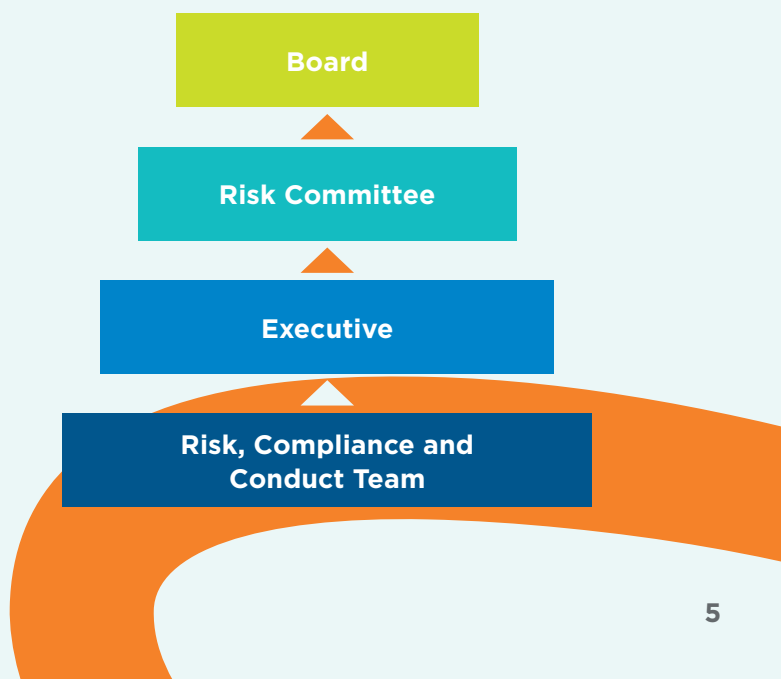 Board
Risk Committee
Executive
Risk, Compliance and
Conduct Team
5